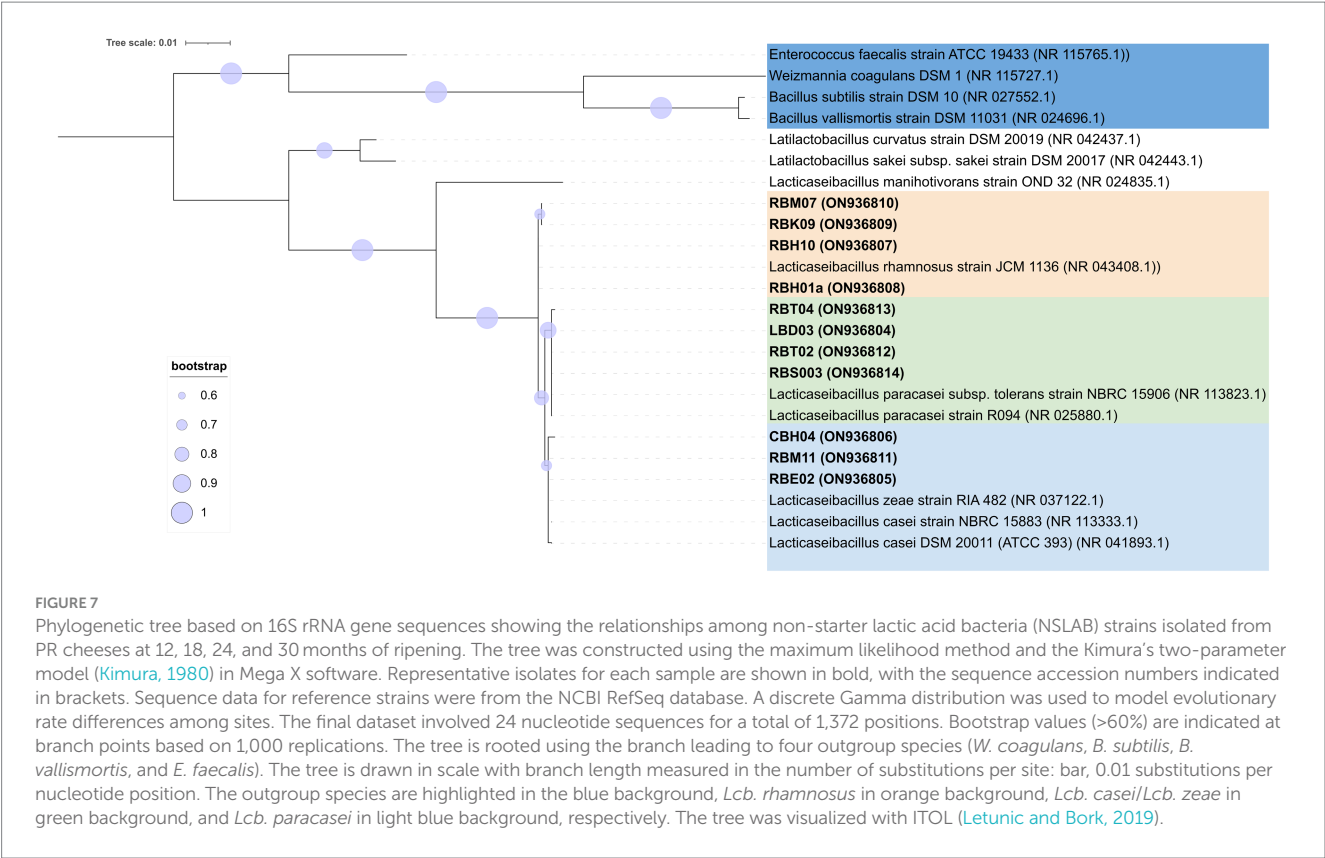 Tree scale: 0.01
Enterococcus faecalis strain ATCC 19433 (NR 115765.1))
Weizmannia coagulans DSM 1 (NR 115727.1)
Bacillus subtilis strain DSM 10 (NR 027552.1)
Bacillus vallismortis strain DSM 11031 (NR 024696.1)
Latilactobacillus curvatus strain DSM 20019 (NR 042437.1)
Latilactobacillus sakei subsp. sakei strain DSM 20017 (NR 042443.1)
Lacticaseibacillus manihotivorans strain OND 32 (NR 024835.1)
RBM07 (ON936810)
RBK09 (ON936809)
RBH10 (ON936807)
Lacticaseibacillus rhamnosus strain JCM 1136 (NR 043408.1))
RBH01a (ON936808)
RBT04 (ON936813)
LBD03 (ON936804)
RBT02 (ON936812)
RBS003 (ON936814)
Lacticaseibacillus paracasei subsp. tolerans strain NBRC 15906 (NR 113823.1)
Lacticaseibacillus paracasei strain R094 (NR 025880.1)
CBH04 (ON936806)
RBM11 (ON936811)
RBE02 (ON936805)
Lacticaseibacillus zeae strain RIA 482 (NR 037122.1)
Lacticaseibacillus casei strain NBRC 15883 (NR 113333.1)
Lacticaseibacillus casei DSM 20011 (ATCC 393) (NR 041893.1)
bootstrap
0.6
0.7
0.8
0.9
1
FIGURE 7
Phylogenetic tree based on 16S rRNA gene sequences showing the relationships among non-starter lactic acid bacteria (NSLAB) strains isolated from
PR cheeses at 12, 18, 24, and 30 months of ripening. The tree was constructed using the maximum likelihood method and the Kimura's two-parameter
model (Kimura, 1980) in Mega X software. Representative isolates for each sample are shown in bold, with the sequence accession numbers indicated
in brackets. Sequence data for reference strains were from the NCBI RefSeq database. A discrete Gamma distribution was used to model evolutionary
rate differences among sites. The final dataset involved 24 nucleotide sequences for a total of 1,372 positions. Bootstrap values (>60%) are indicated at
branch points based on 1,000 replications. The tree is rooted using the branch leading to four outgroup species (W. coagulans, B. subtilis, B.
vallismortis, and E. faecalis). The tree is drawn in scale with branch length measured in the number of substitutions per site: bar, 0.01 substitutions per
nucleotide position. The outgroup species are highlighted in the blue background, Lcb. rhamnosus in orange background, Lcb. casei/Lcb. zeae in
green background, and Lcb. paracasei in light blue background, respectively. The tree was visualized with ITOL (Letunic and Bork, 2019).